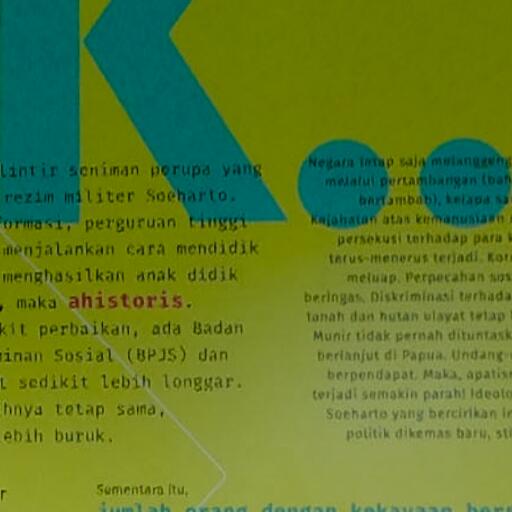 K..
lintir seniman perupa yang
rezim militer Soeharto.
formasi, perguruan tinggi
menjalankan cara mendidik
menghasilkan anak didik
, maka ahistoris.
kit perbaikan, ada Badan
minan Sosial (BPJS) dan
sedikit lebih longgar.
hnya tetap sama,
ebih buruk.
r
Negara tetap saja melanggeng
melalui pertambangan (bah
bertambah), kelapa sa
Kejahatan atas kemanusiaan
persekusi terhadap para k
terus-menerus terjadi. Kor
meluap. Perpecahan sos
beringas. Diskriminasi terhada
tanah dan hutan ulayat tetap
Munir tidak pernah dituntask
berlanjut di Papua. Undang-
berpendapat. Maka, apatis
terjadi semakin parah! Ideolo
Soeharto yang bercirikan in
politik dikemas baru, sti
Sementara itu,
jumlah orang dengan kekayaan bers